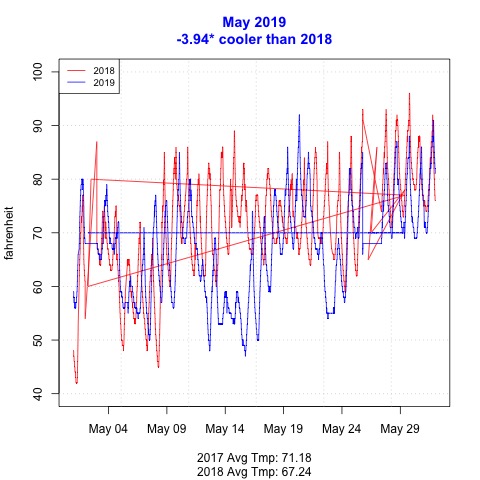 May 2019
-3.94* cooler than 2018
2018
2019
fahrenheit
100
90
80
70
60
50
40
May 04
May 09
May 14
May 19
May 24
May 29
2017 Avg Tmp: 71.18
2018 Avg Tmp: 67.24